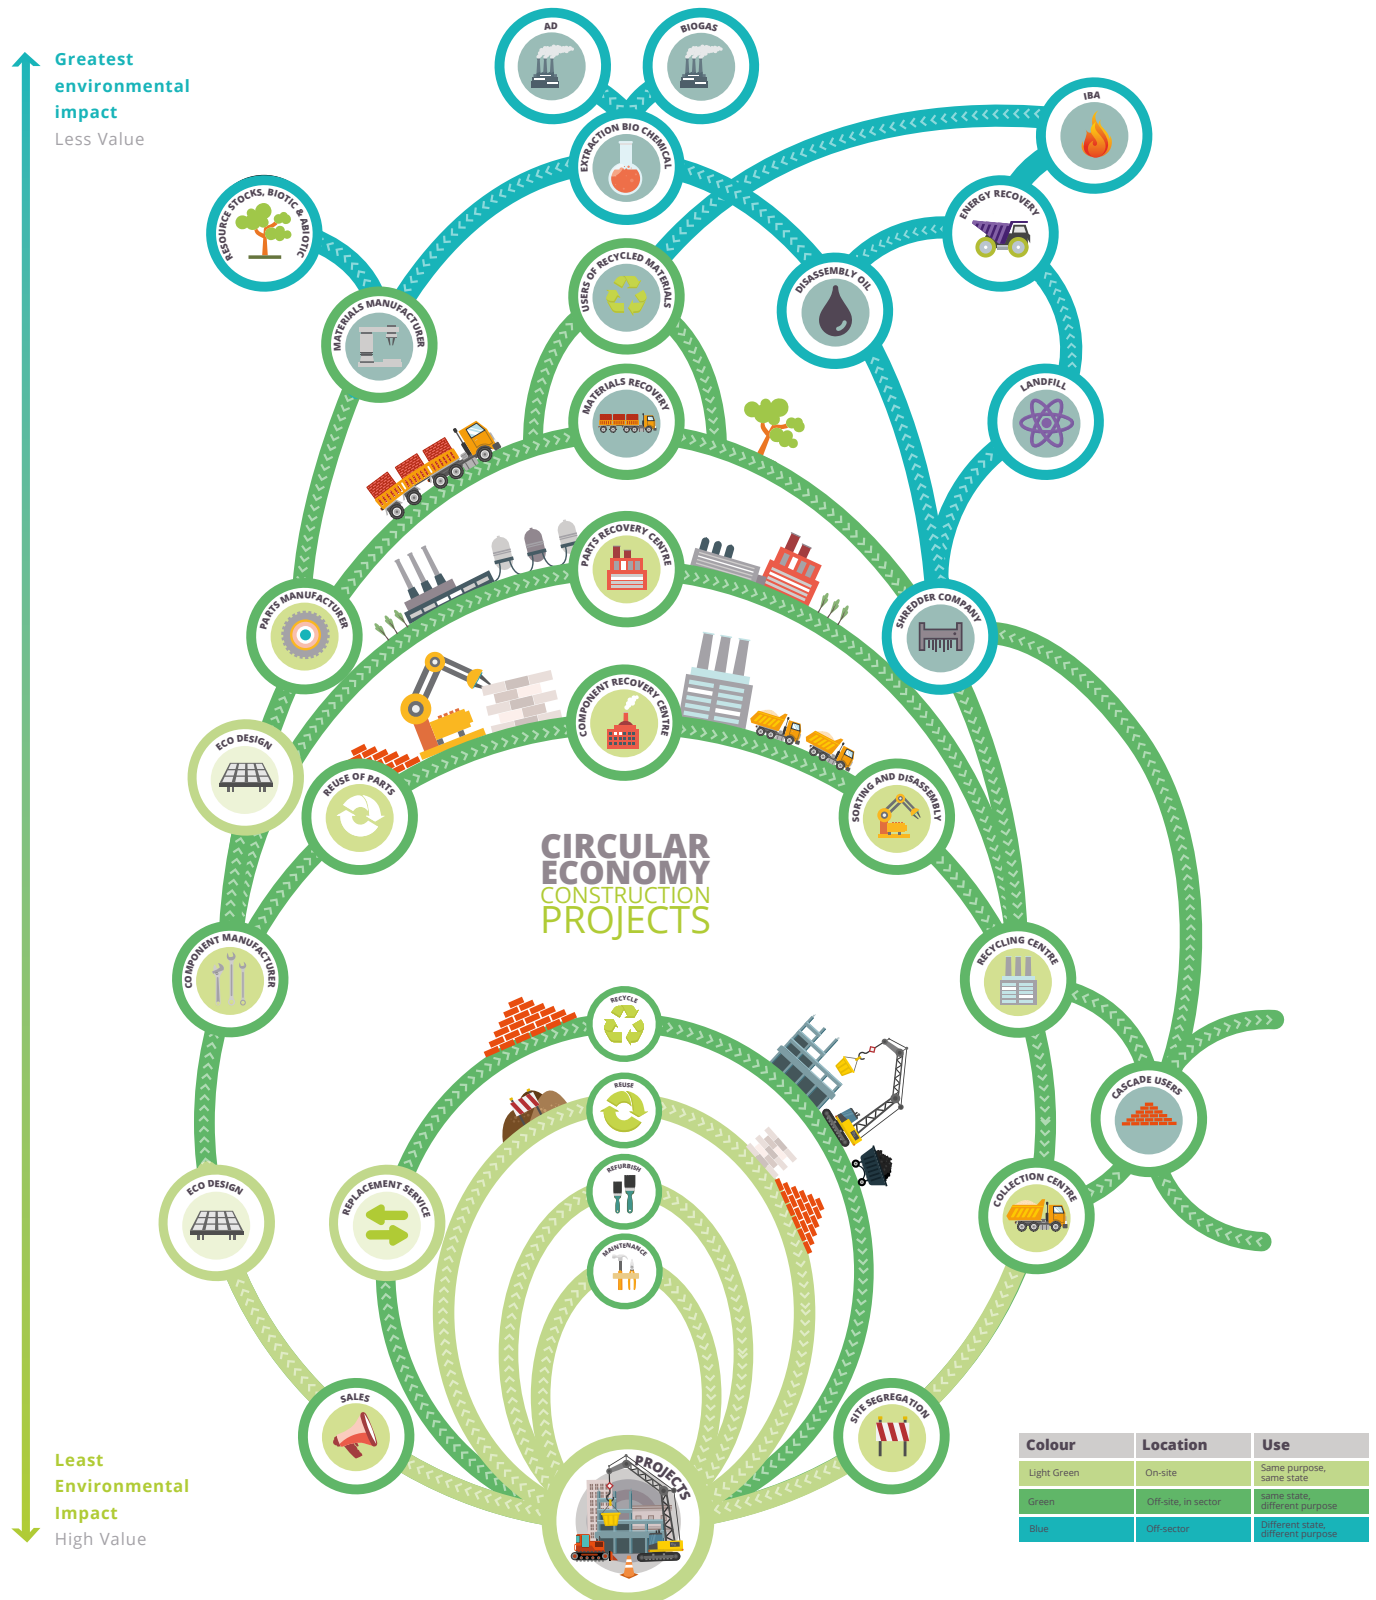 Greatest
environmental
impact
Less Value
AD
BIOGAS
IBA
EXTRACTION BIO CHEMICAL
RESOURCE STOCKS, BIOTIC & ABIOTIC
ENERGY RECOVERY
USERS OF RECYCLED MATERIALS
DISASSEMBLY OIL
MATERIALS MANUFACTURER
MATERIALS RECOVERY
LANDFILL
PARTS RECOVERY CENTRE
PARTS MANUFACTURER
SHREDDER COMPANY
COMPONENT RECOVERY CENTRE
ECO DESIGN
REUSE OF PARTS
SORTING AND DISASSEMBLY
CIRCULAR
ECONOMY
CONSTRUCTION
PROJECTS
COMPONENT MANUFACTURER
RECYCLING CENTRE
RECYCLE
REUSE
CASCADE USERS
REFURBISH
ECO DESIGN
REPLACEMENT SERVICE
COLLECTION CENTRE
MAINTENANCE
SALES
SITE SEGREGATION
PROJECTS
Least
Environmental
Impact
High Value
Colour Location Use
Light Green On-site Same purpose,
same state
Green Off-site, in sector same state,
different purpose
Blue Off-sector Different state,
different purpose